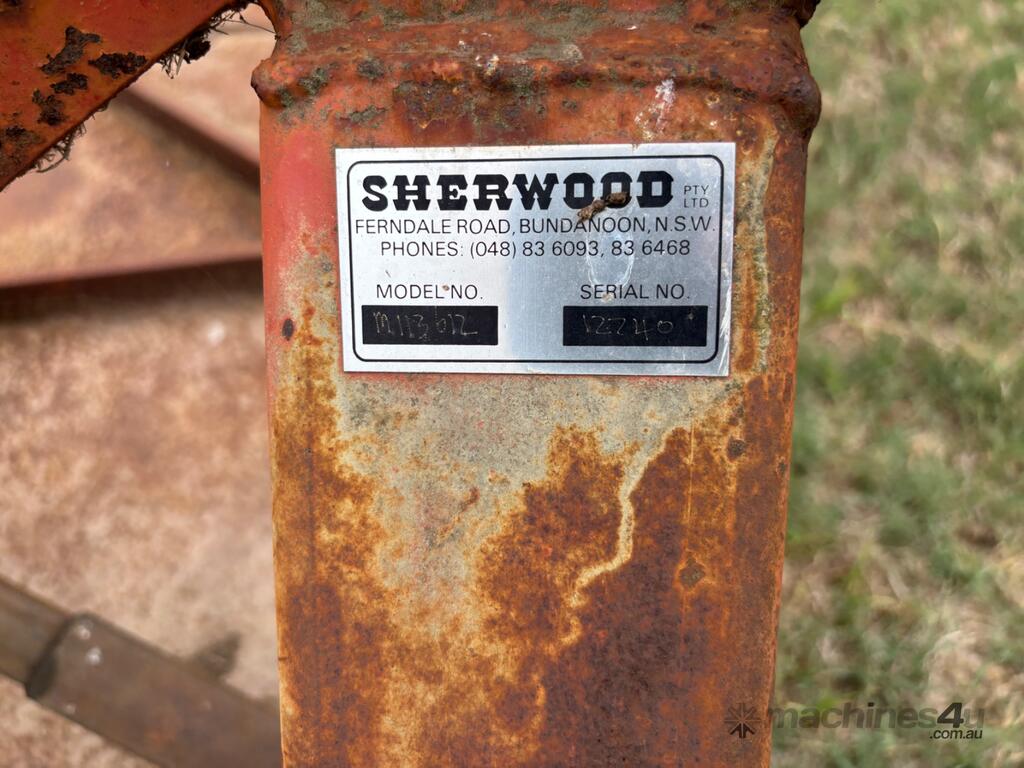 SHERWOOD PTY LTD
FERNDALE ROAD, BUNDANOON, N.S.W.
PHONES: (048) 83 6093, 83 6468
MODEL NO. SERIAL NO.
M113612 12240
machines4u
.com.au